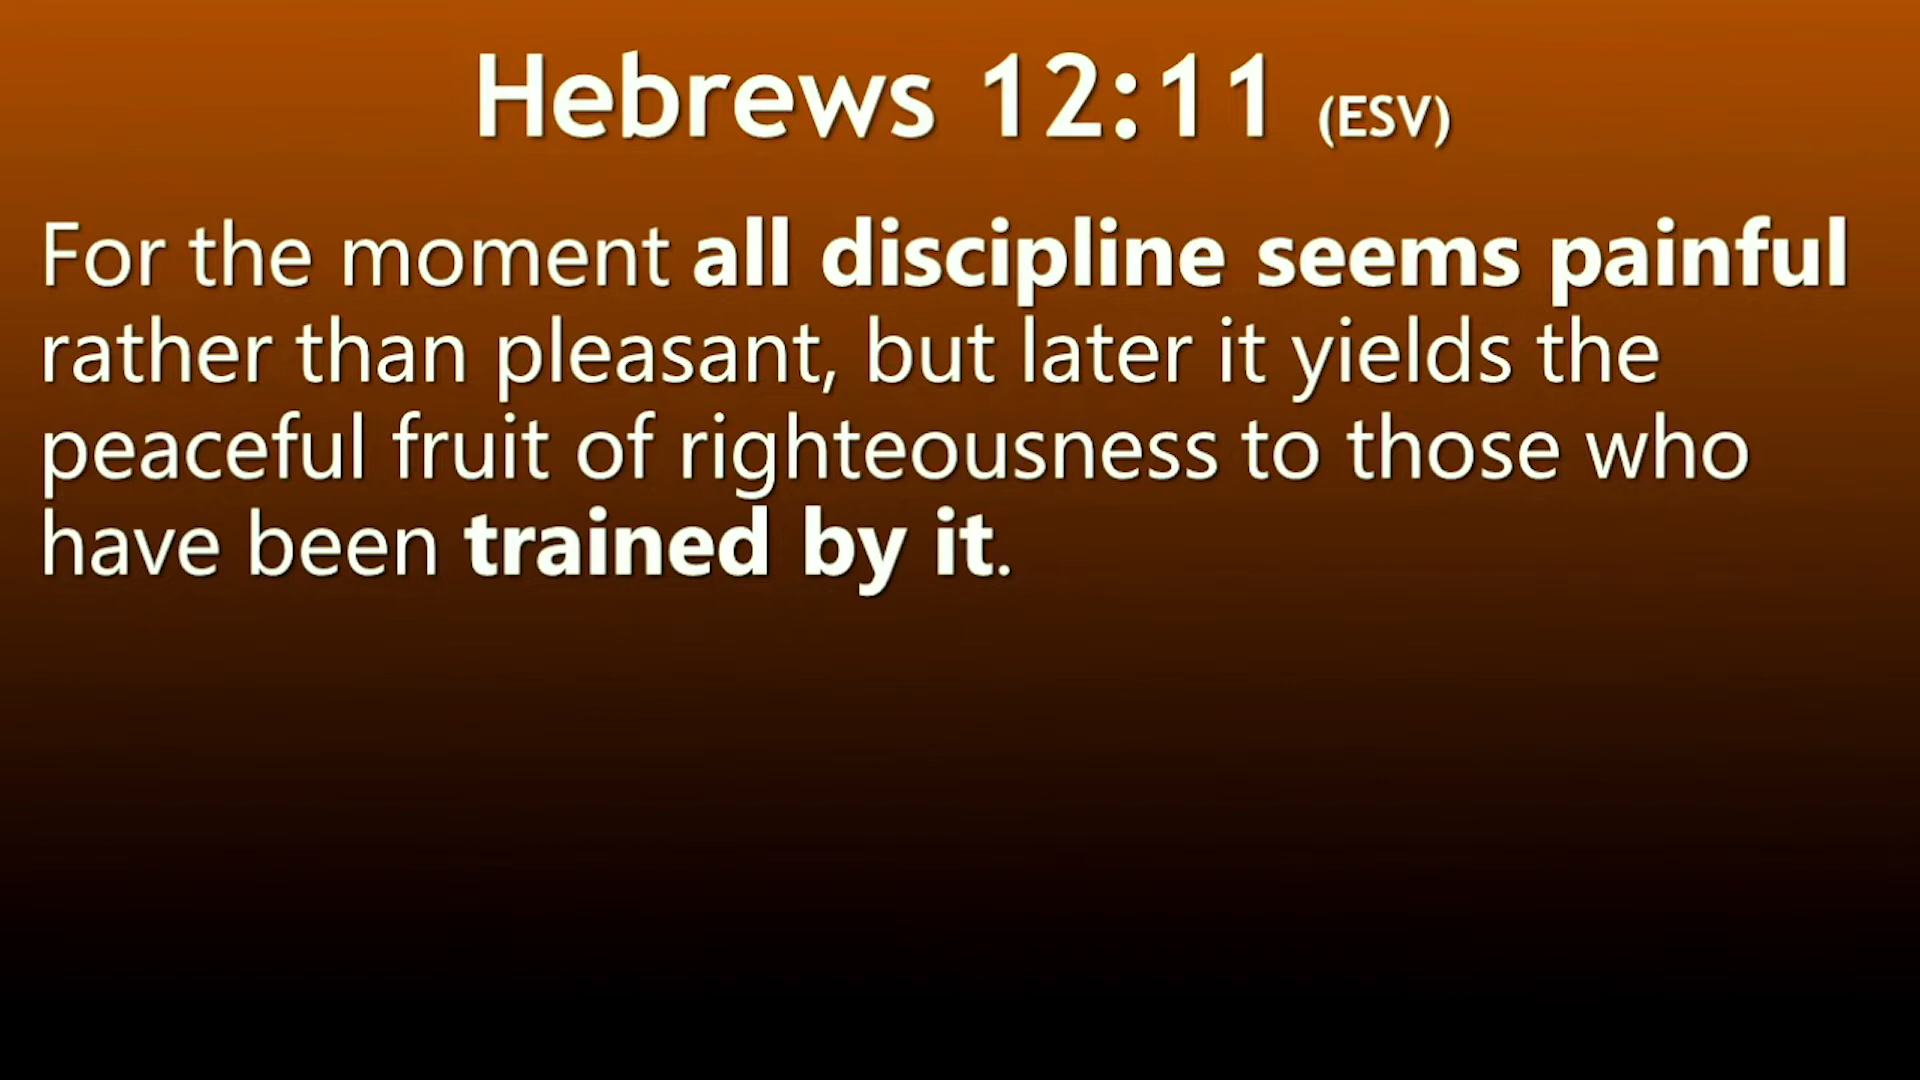 Hebrews 12:11 (ESV)
For the moment all discipline seems painful
rather than pleasant, but later it yields the
peaceful fruit of righteousness to those who
have been trained by it.